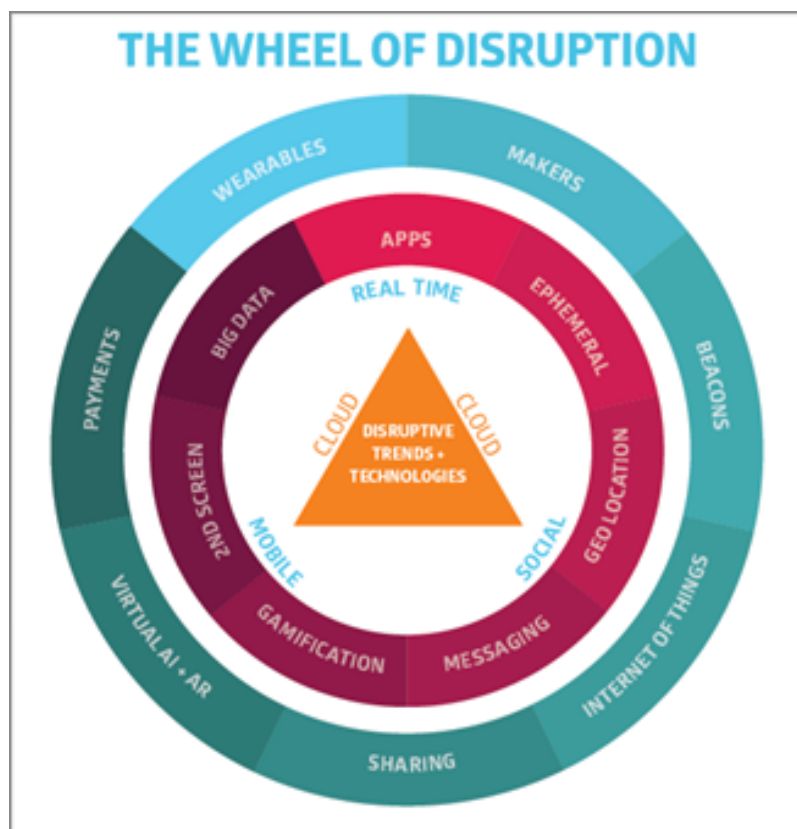 THE WHEEL OF DISRUPTION
WEARABLES
MAKERS
BEACONS
INTERNET OF THINGS
SHARING
VIRTUAL AI + AR
PAYMENTS
APPS
EPHEMERAL
GEO LOCATION
MESSAGING
GAMIFICATION
2ND SCREEN
BIG DATA
REAL TIME
SOCIAL
MOBILE
CLOUD
CLOUD
DISRUPTIVE
TRENDS +
TECHNOLOGIES